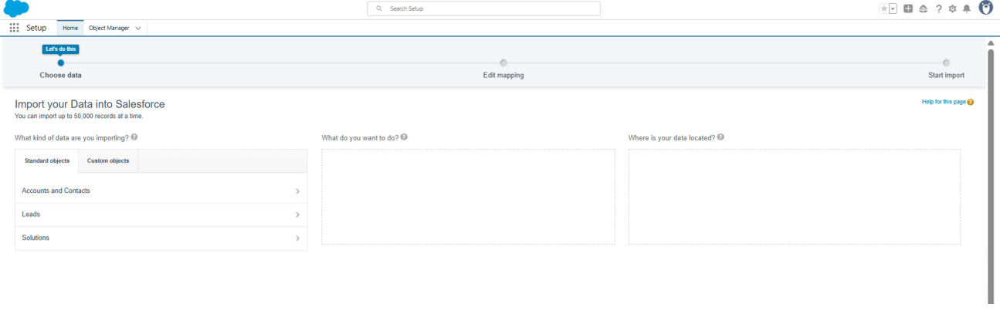 Search Setup
Setup
Home
Object Manager
Let's do this
Choose data
Edit mapping
Start import
Import your Data into Salesforce
Help for this page
You can import up to 50,000 records at a time.
What kind of data are you importing?
What do you want to do?
Where is your data located?
Standard objects
Custom objects
Accounts and Contacts
Leads
Solutions